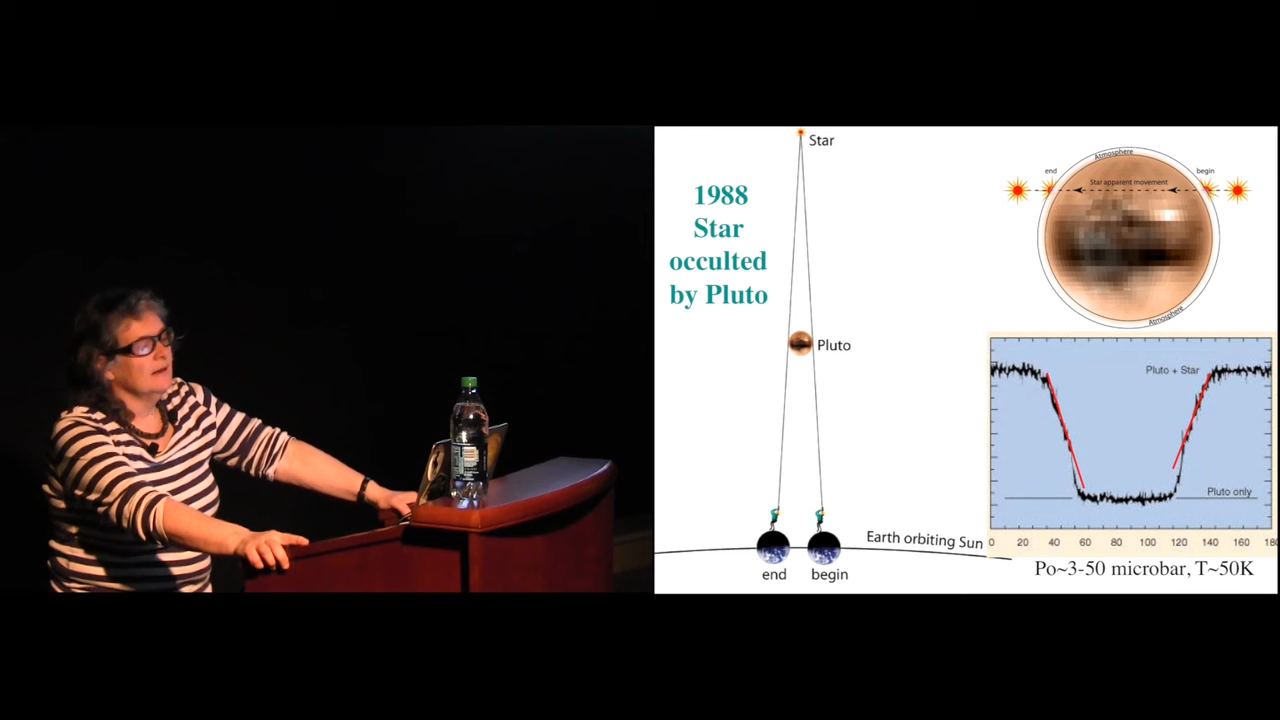 Star
1988
Star
occulted
by Pluto
Pluto
Earth orbiting Sun
end
begin
Atmosphere
end
begin
Star apparent movement
Atmosphere
Pluto + Star
Pluto only
0 20 40 60 80 100 120 140 160 180
Po~3-50 microbar, T~50K